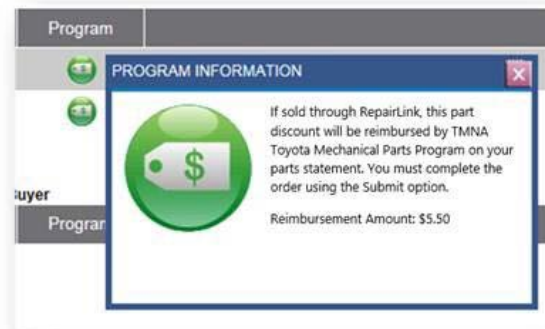 Program
PROGRAM INFORMATION
If sold through RepairLink, this part
discount will be reimbursed by TMNA
Toyota Mechanical Parts Program on your
parts statement. You must complete the
order using the Submit option.
Reimbursement Amount: $5.50
$
uyer
Progra